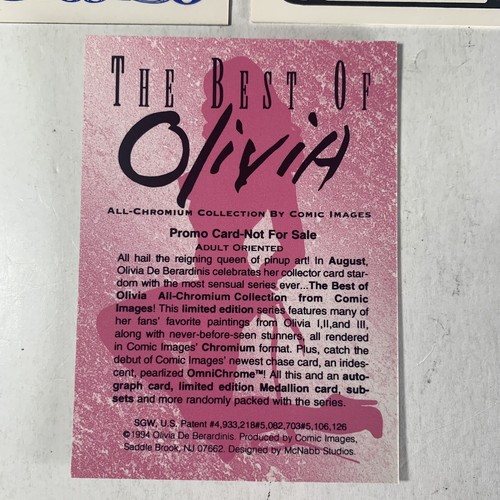 THE BEST OF
Olivia
ALL-CHROMIUM COLLECTION BY COMIC IMAGES
Promo Card-Not For Sale
ADULT ORIENTED
All hail the reigning queen of pinup art! In August,
Olivia De Berardinis celebrates her collector card star-
dom with the most sensual series ever...The Best of
Olivia All-Chromium Collection from Comic
Images! This limited edition series features many of
her fans' favorite paintings from Olivia I,II,and III,
along with never-before-seen stunners, all rendered
in Comic Images' Chromium format. Plus, catch the
debut of Comic Images' newest chase card, an irides-
cent, pearlized OmniChrome™! All this and an auto-
graph card, limited edition Medallion card, sub-
sets and more randomly packed with the series.
SGW, U.S. Patent #4,933,218#5,082,703#5,106,126
©1994 Olivia De Berardinis. Produced by Comic Images,
Saddle Brook, NJ 07662. Designed by McNabb Studios.